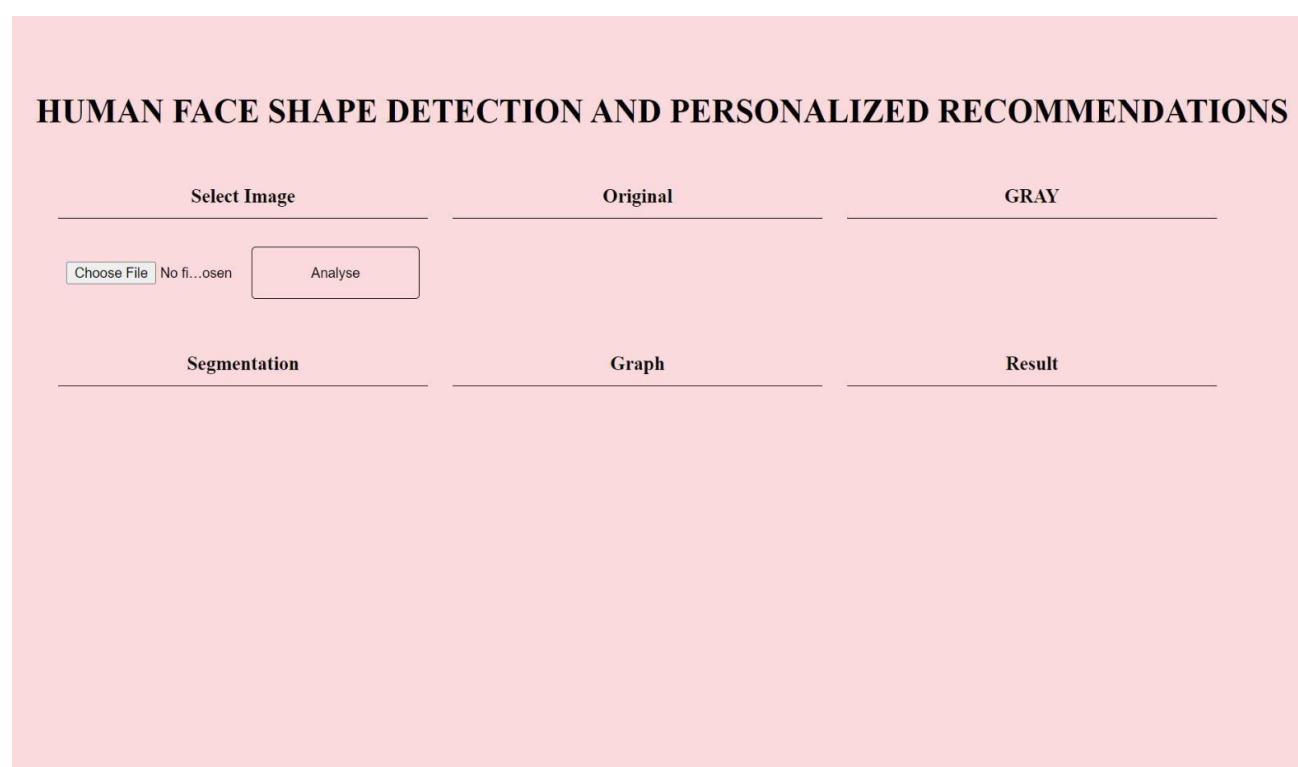 HUMAN FACE SHAPE DETECTION AND PERSONALIZED RECOMMENDATIONS
Select Image Original GRAY
Choose File No fi...osen Analyse
Segmentation Graph Result